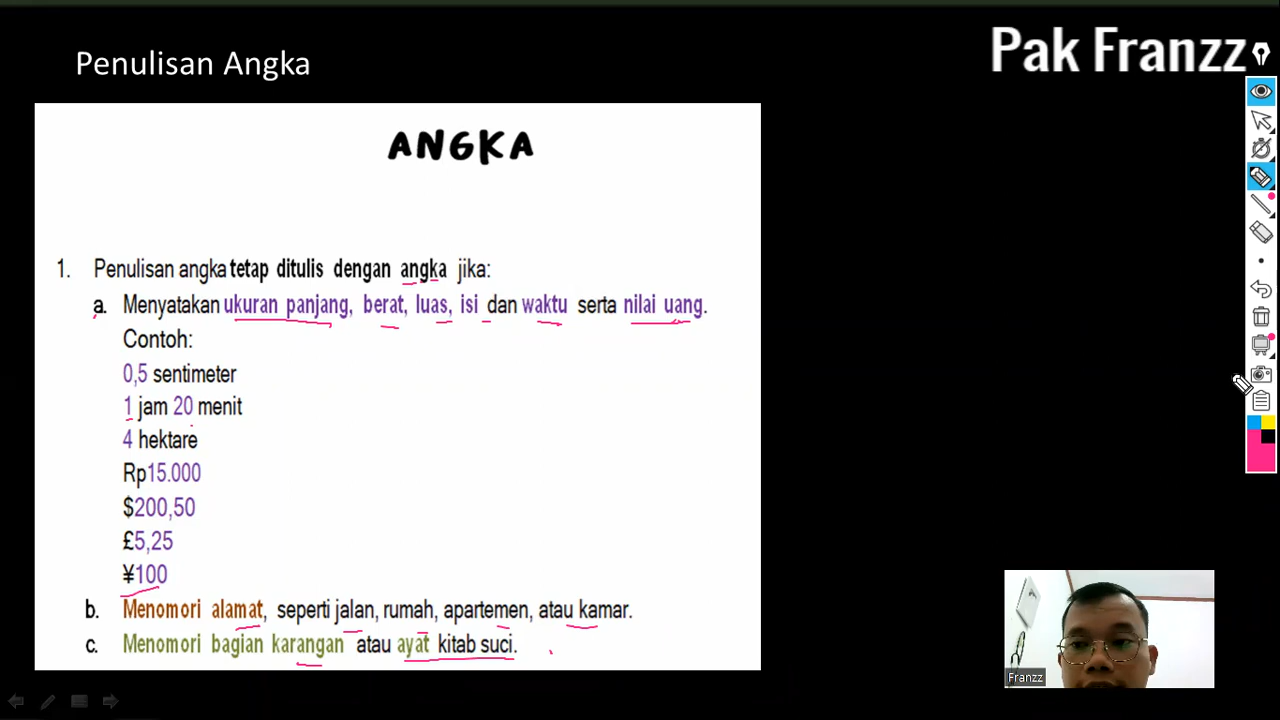 Penulisan Angka
Pak Franzz
ANGKA
1. Penulisan angka tetap ditulis dengan angka jika:
a. Menyatakan ukuran panjang, berat, luas, isi dan waktu serta nilai uang.
Contoh:
0,5 sentimeter
1 jam 20 menit
4 hektare
Rp15.000
$200,50
£5,25
¥100
b. Menomori alamat, seperti jalan, rumah, apartemen, atau kamar.
c. Menomori bagian karangan atau ayat kitab suci.
Franzz